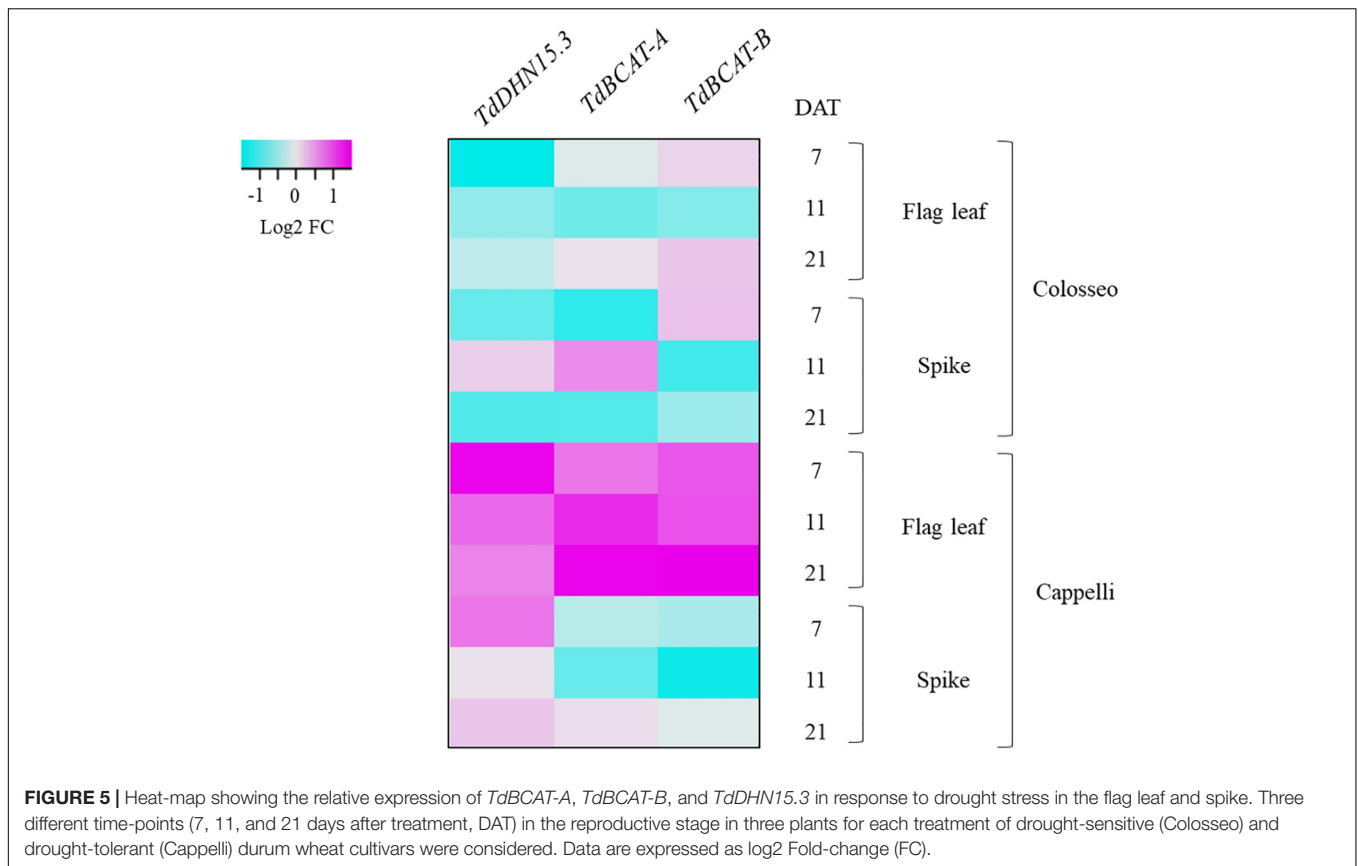 TdDHN15.3 TdBCAT-A TdBCAT-B DAT
-1 0 1
Log2 FC
7
11 Flag leaf
21
Colosseo
7
11 Spike
21
7
11 Flag leaf
21
Cappelli
7
11 Spike
21
FIGURE 5 | Heat-map showing the relative expression of TdBCAT-A, TdBCAT-B, and TdDHN15.3 in response to drought stress in the flag leaf and spike. Three
different time-points (7, 11, and 21 days after treatment, DAT) in the reproductive stage in three plants for each treatment of drought-sensitive (Colosseo) and
drought-tolerant (Cappelli) durum wheat cultivars were considered. Data are expressed as log2 Fold-change (FC).